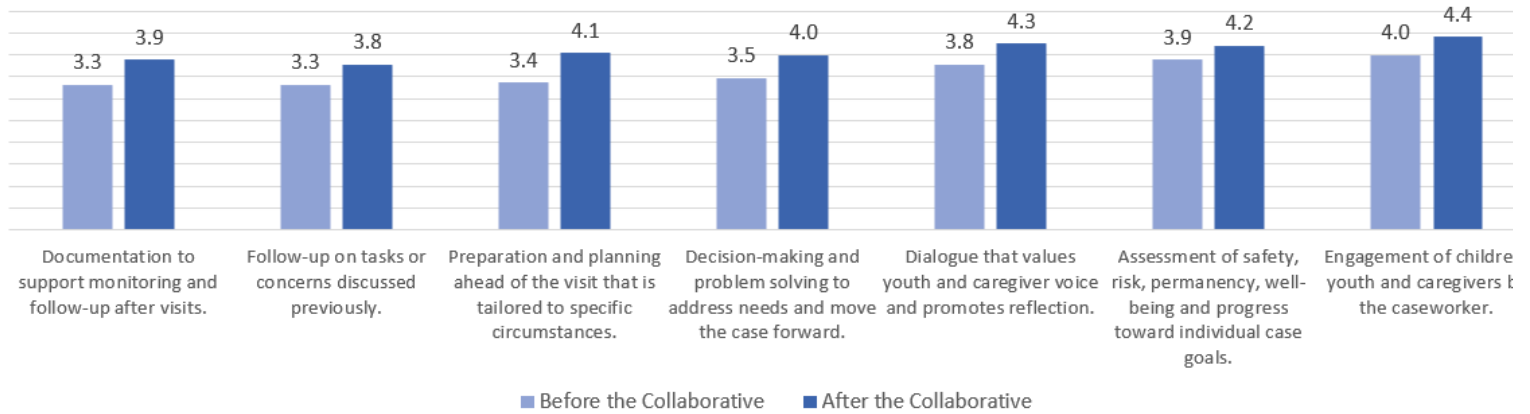 3.3 3.9 3.3 3.8 3.4 4.1 3.5 4.0 3.8 4.3 3.9 4.2 4.0 4.4
Documentation to
support monitoring and
follow-up after visits.
Follow-up on tasks or
concerns discussed
previously.
Preparation and planning
ahead of the visit that is
tailored to specific
circumstances.
Decision-making and
problem solving to
address needs and move
the case forward.
Dialogue that values
youth and caregiver voice
and promotes reflection.
Assessment of safety,
risk, permanency, well-
being and progress
toward individual case
goals.
Engagement of
youth and caregivers
the caseworker.
Before the Collaborative
After the Collaborative